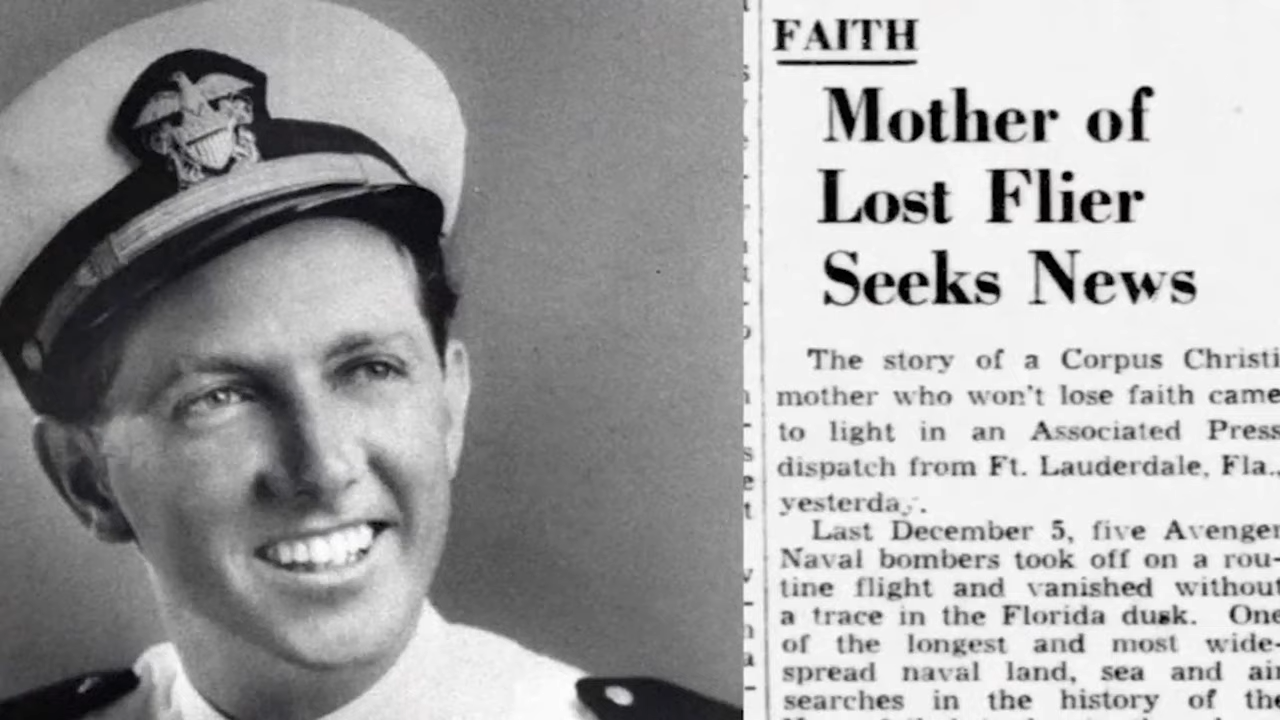 FAITH
Mother of
Lost Flier
Seeks News
The story of a Corpus Christi
mother who won't lose faith came
to light in an Associated Press
dispatch from Ft. Lauderdale, Fla.,
yesterday.
Last December 5, five Avenger
Naval bombers took off on a rou-
tine flight and vanished without
a trace in the Florida dusk. One
of the longest and most wide-
spread naval land, sea and air
searches in the history of the